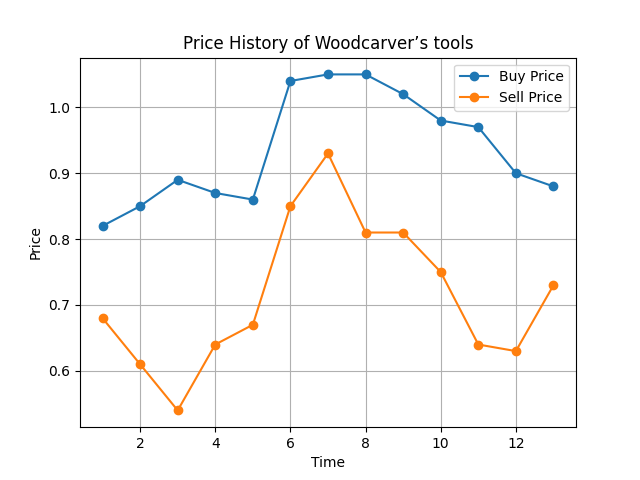 Price History of Woodcarver’s tools
Buy Price
Sell Price
Price
1.0
0.9
0.8
0.7
0.6
2 4 6 8 10 12
Time